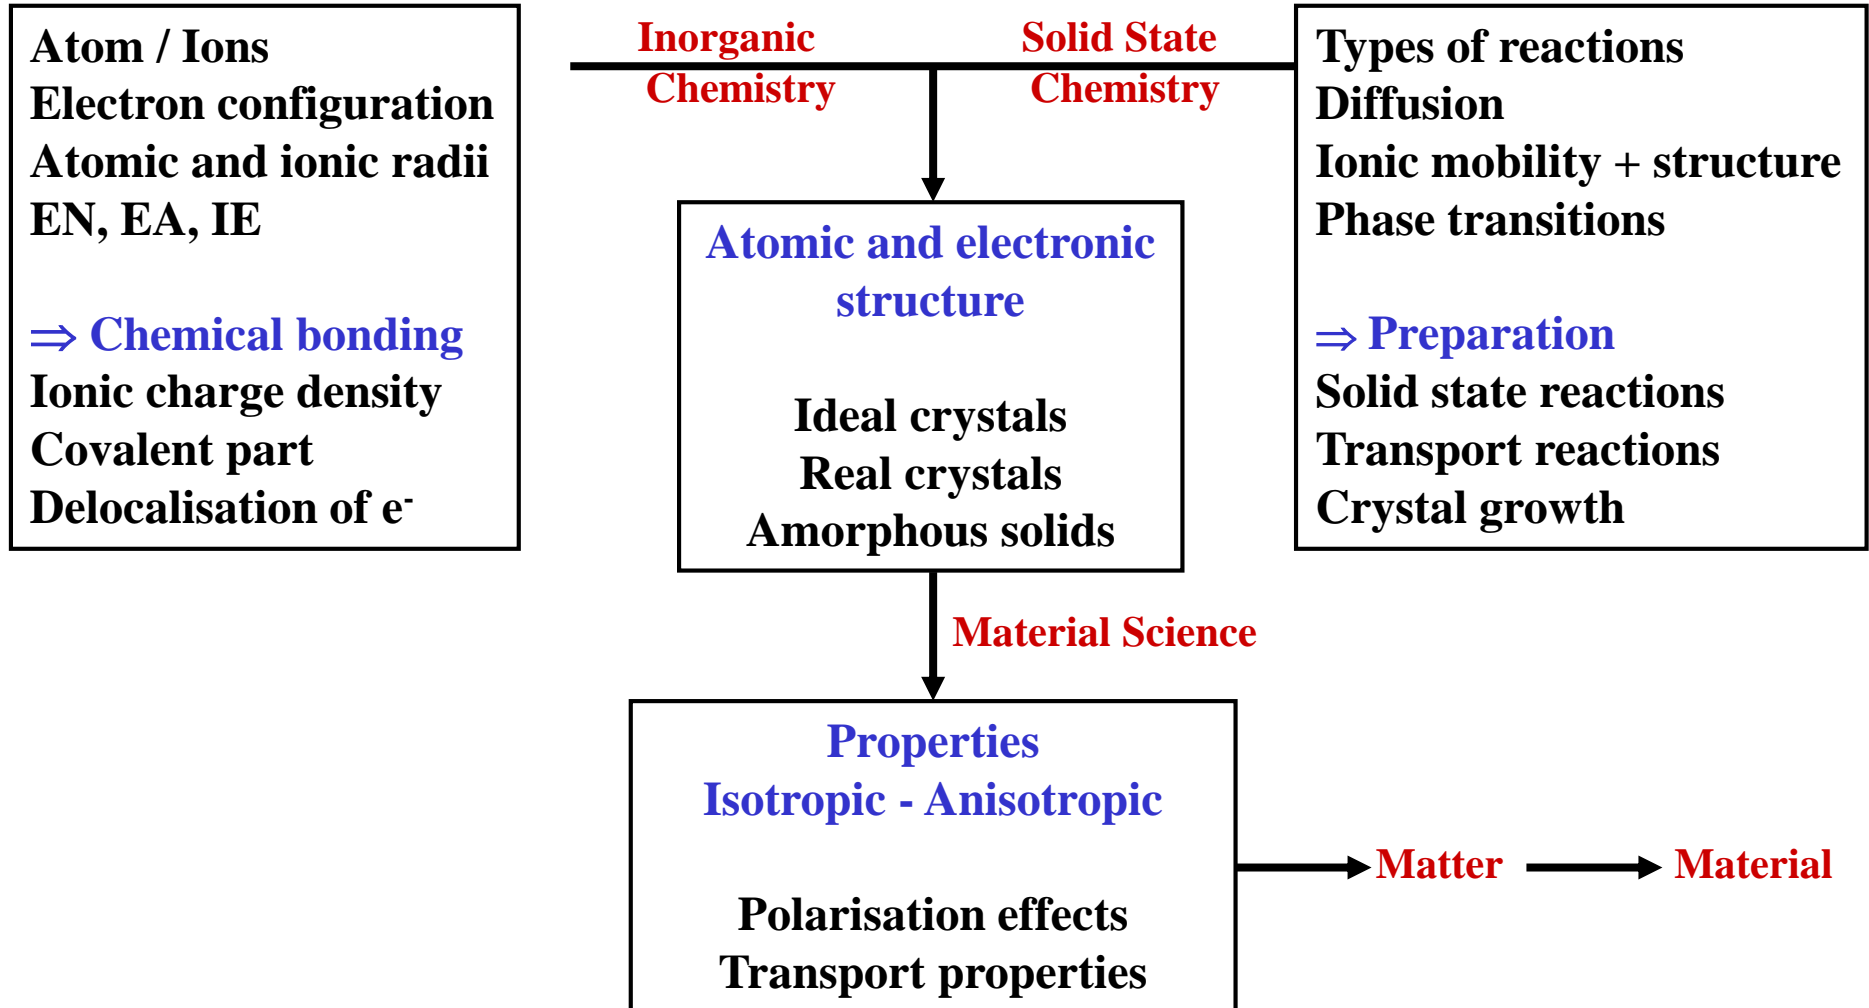 Atom / Ions
Electron configuration
Atomic and ionic radii
EN, EA, IE
⇒ Chemical bonding
Ionic charge density
Covalent part
Delocalisation of e⁻
Inorganic
Chemistry
Solid State
Chemistry
Types of reactions
Diffusion
Ionic mobility + structure
Phase transitions
⇒ Preparation
Solid state reactions
Transport reactions
Crystal growth
Atomic and electronic
structure
Ideal crystals
Real crystals
Amorphous solids
Material Science
Properties
Isotropic - Anisotropic
Polarisation effects
Transport properties
Matter
Material